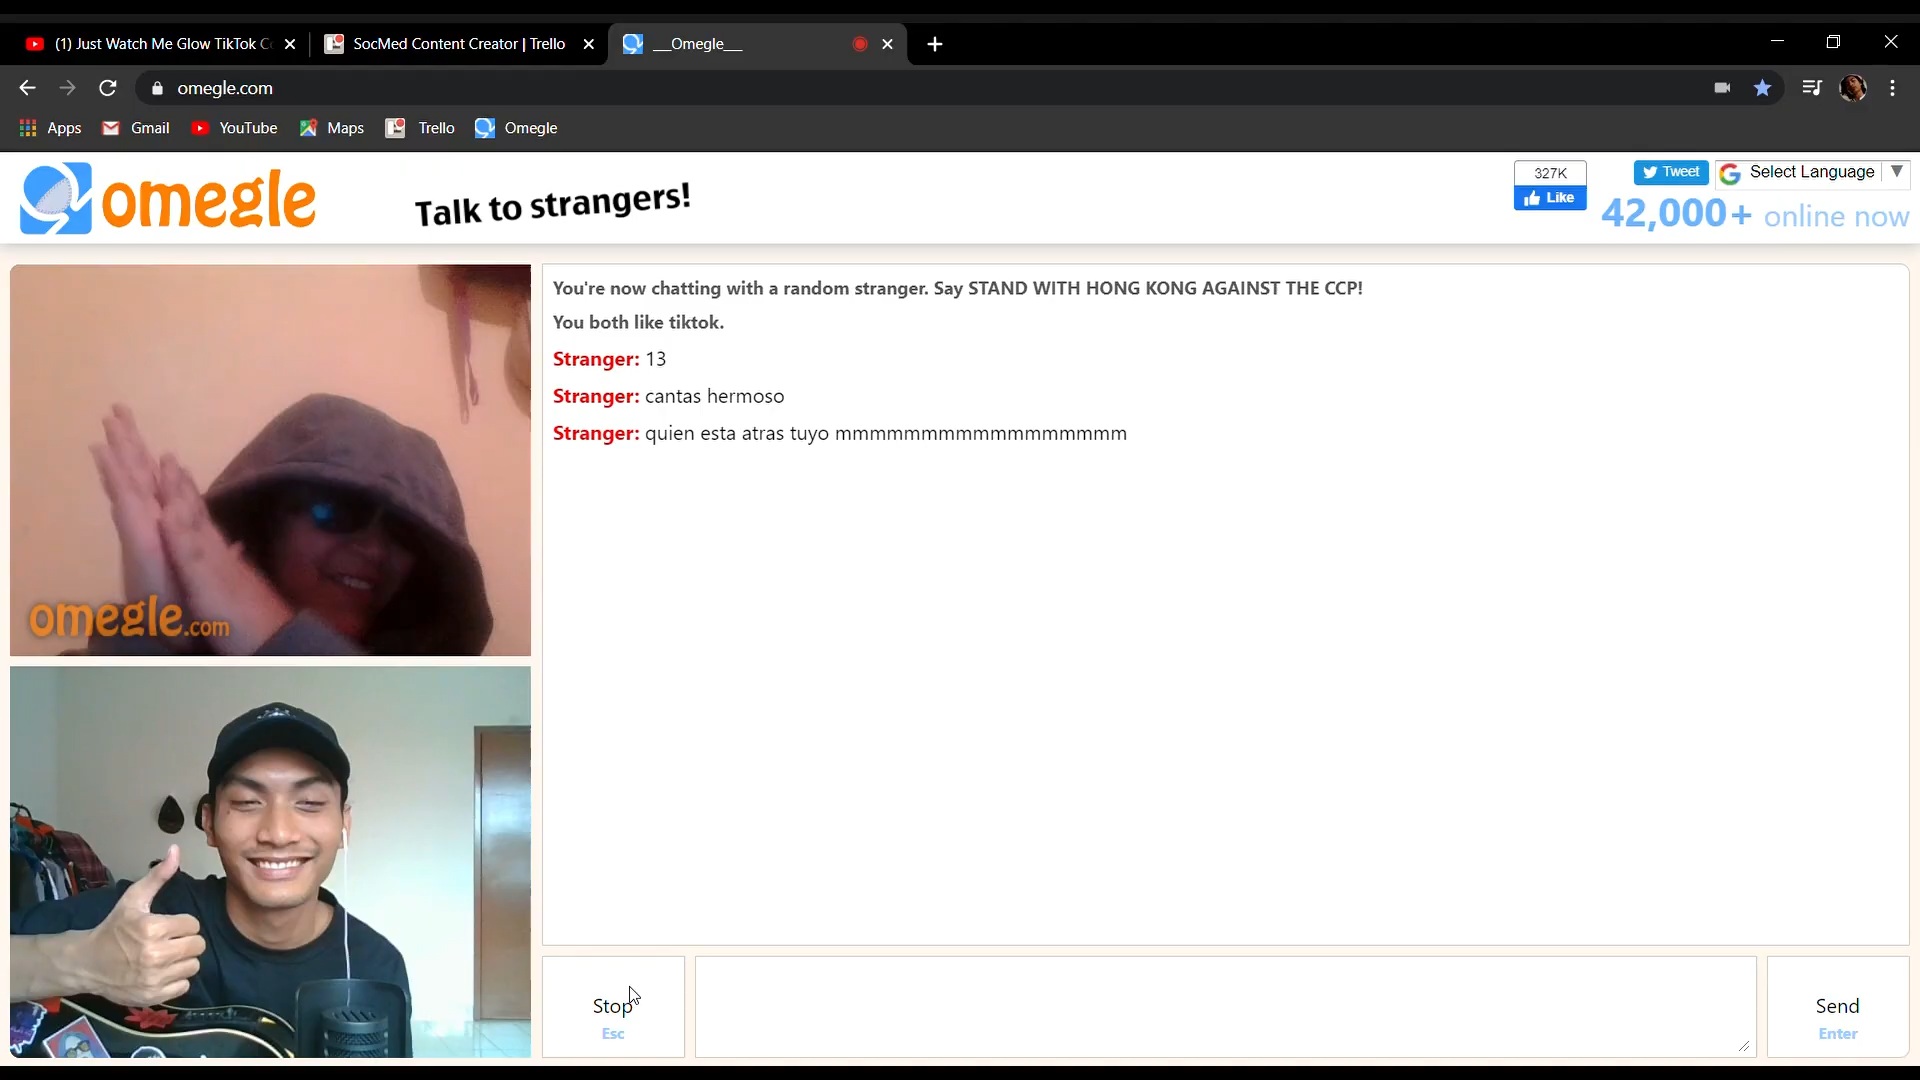 (1) Just Watch Me Glow TikTok C
SocMed Content Creator | Trello
__Omegle__
omegle.com
Apps
Gmail
YouTube
Maps
Trello
Omegle
omegle
Talk to strangers!
327K
Like
Tweet
Select Language
42,000+ online now
You're now chatting with a random stranger. Say STAND WITH HONG KONG AGAINST THE CCP!
You both like tiktok.
Stranger: 13
Stranger: cantas hermoso
Stranger: quien esta atras tuyo mmmmmmmmmmmmmmmmm
omegle.com
Stop
Esc
Send
Enter